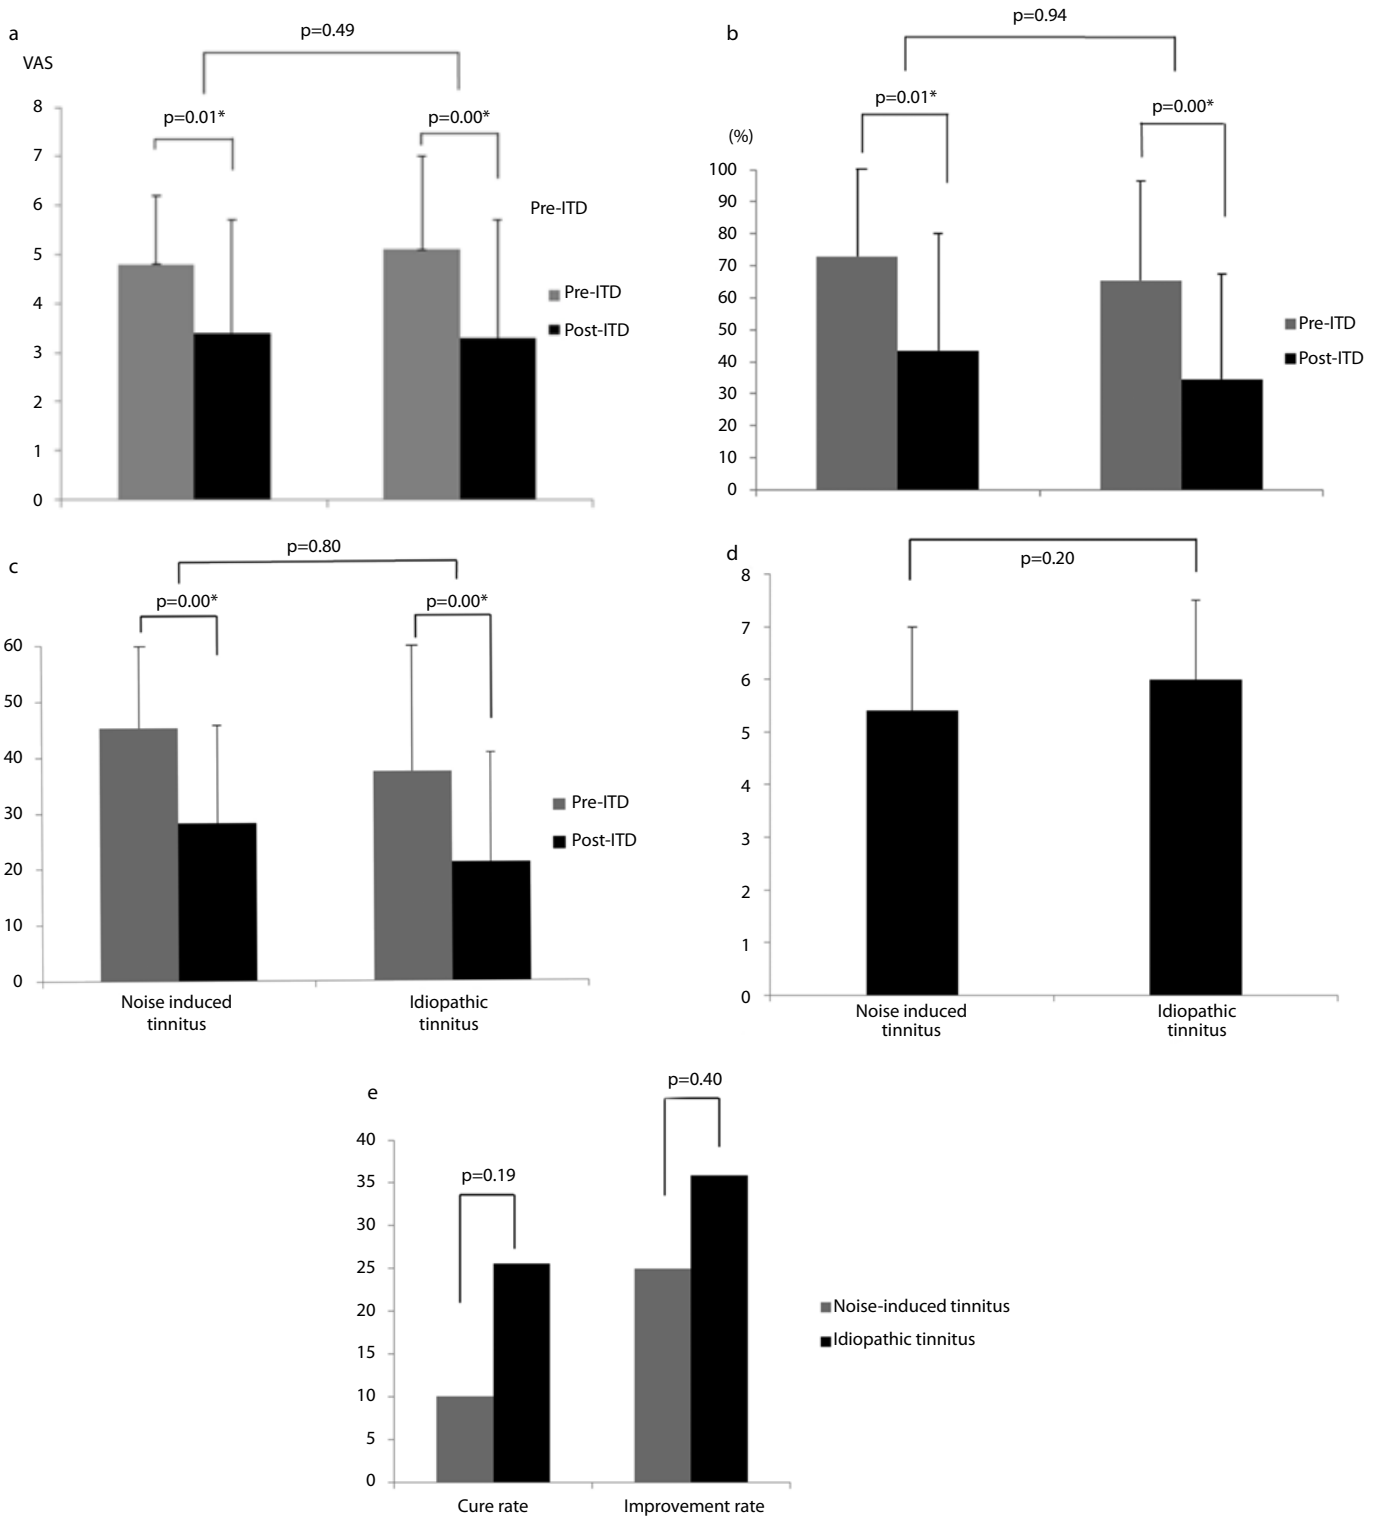 a
VAS
p=0.49
p=0.01*
p=0.00*
8
7
6
5
4
3
2
1
0
Pre-ITD
Pre-ITD
Post-ITD
b
(%)
p=0.94
p=0.01*
p=0.00*
100
90
80
70
60
50
40
30
20
10
0
Pre-ITD
Post-ITD
c
p=0.80
p=0.00*
p=0.00*
60
50
40
30
20
10
0
Pre-ITD
Post-ITD
Noise induced
tinnitus
Idiopathic
tinnitus
d
p=0.20
8
7
6
5
4
3
2
1
0
Noise induced
tinnitus
Idiopathic
tinnitus
e
p=0.40
p=0.19
40
35
30
25
20
15
10
5
0
Noise-induced tinnitus
Idiopathic tinnitus
Cure rate
Improvement rate